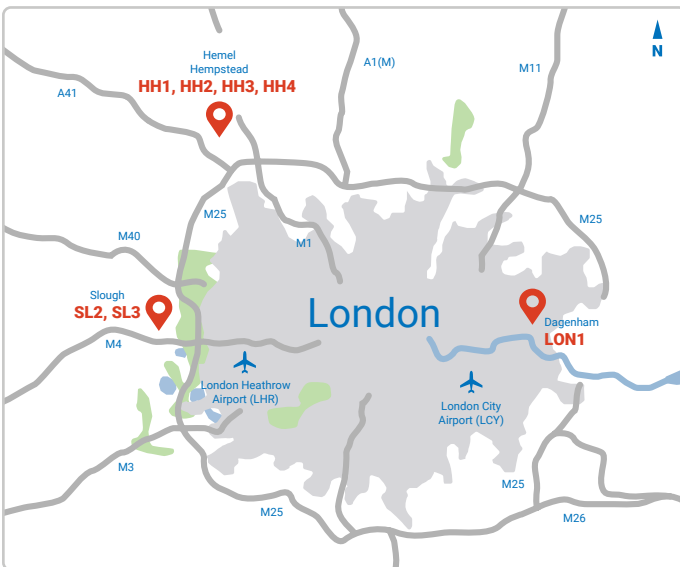 N
Hemel
Hempstead
HH1, HH2, HH3, HH4
A1(M)
M11
A41
M25
M25
M40
M1
Slough
SL2, SL3
London
Dagenham
LON1
M4
London Heathrow
Airport (LHR)
London City
Airport (LCY)
M3
M25
M25
M26